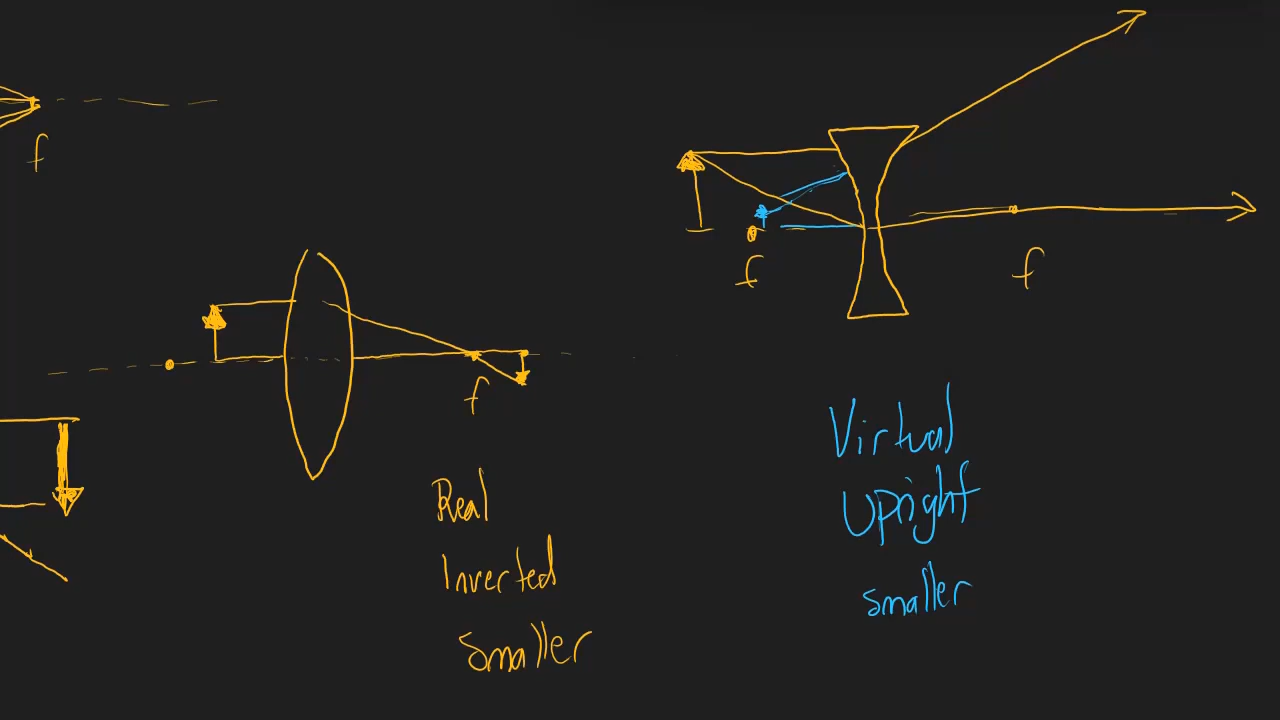 f
f
f
f
Real
Inverted
Smaller
Virtual
Upright
smaller